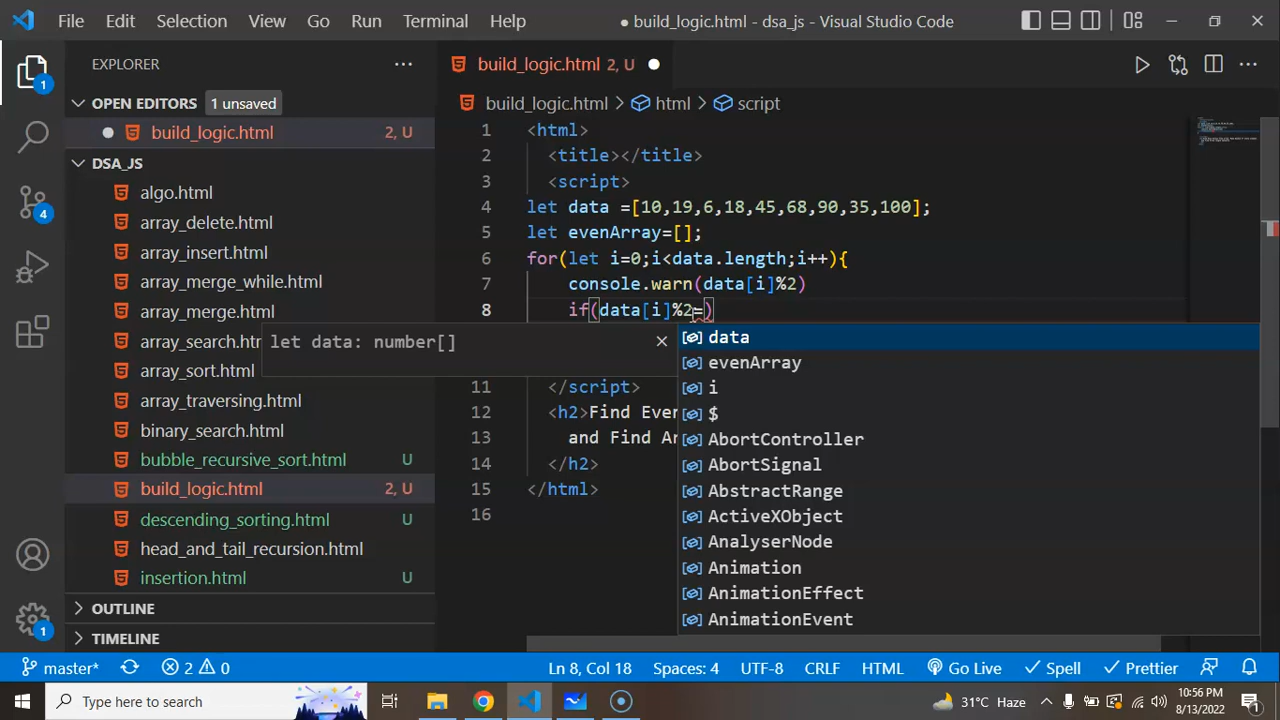 File Edit Selection View Go Run Terminal Help
● build_logic.html - dsa_js - Visual Studio Code
EXPLORER
OPEN EDITORS 1 unsaved
build_logic.html 2, U
DSA_JS
algo.html
array_delete.html
array_insert.html
array_merge_while.html
array_merge.html
array_search.ht
array_sort.html
array_traversing.html
binary_search.html
bubble_recursive_sort.html U
build_logic.html 2, U
descending_sorting.html U
head_and_tail_recursion.html
insertion.html U
OUTLINE
TIMELINE
build_logic.html 2, U
build_logic.html > html > script
1 <html>
2 <title></title>
3 <script>
4 let data =[10,19,6,18,45,68,90,35,100];
5 let evenArray=[];
6 for(let i=0;i<data.length;i++){
7 console.warn(data[i]%2)
8 if(data[i]%2=)
11 </script>
12 <h2>Find Even
13 and Find Ar
14 </h2>
15 </html>
16
let data: number[]
data
evenArray
i
$
AbortController
AbortSignal
AbstractRange
ActiveXObject
AnalyserNode
Animation
AnimationEffect
AnimationEvent
1
4
1
master* 2 0 Ln 8, Col 18 Spaces: 4 UTF-8 CRLF HTML Go Live Spell Prettier
Type here to search
31°C Haze
10:56 PM
8/13/2022
1